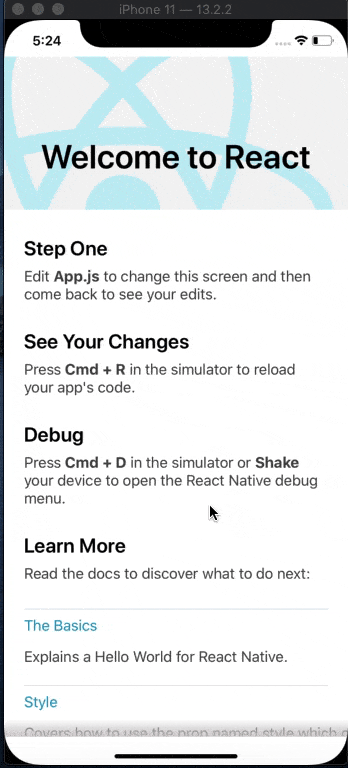 iPhone 11 — 13.2.2
5:24
Welcome to React
Step One
Edit App.js to change this screen and then
come back to see your edits.
See Your Changes
Press Cmd + R in the simulator to reload
your app's code.
Debug
Press Cmd + D in the simulator or Shake
your device to open the React Native debug
menu.
Learn More
Read the docs to discover what to do next:
The Basics
Explains a Hello World for React Native.
Style
Covers how to use the prop named style which